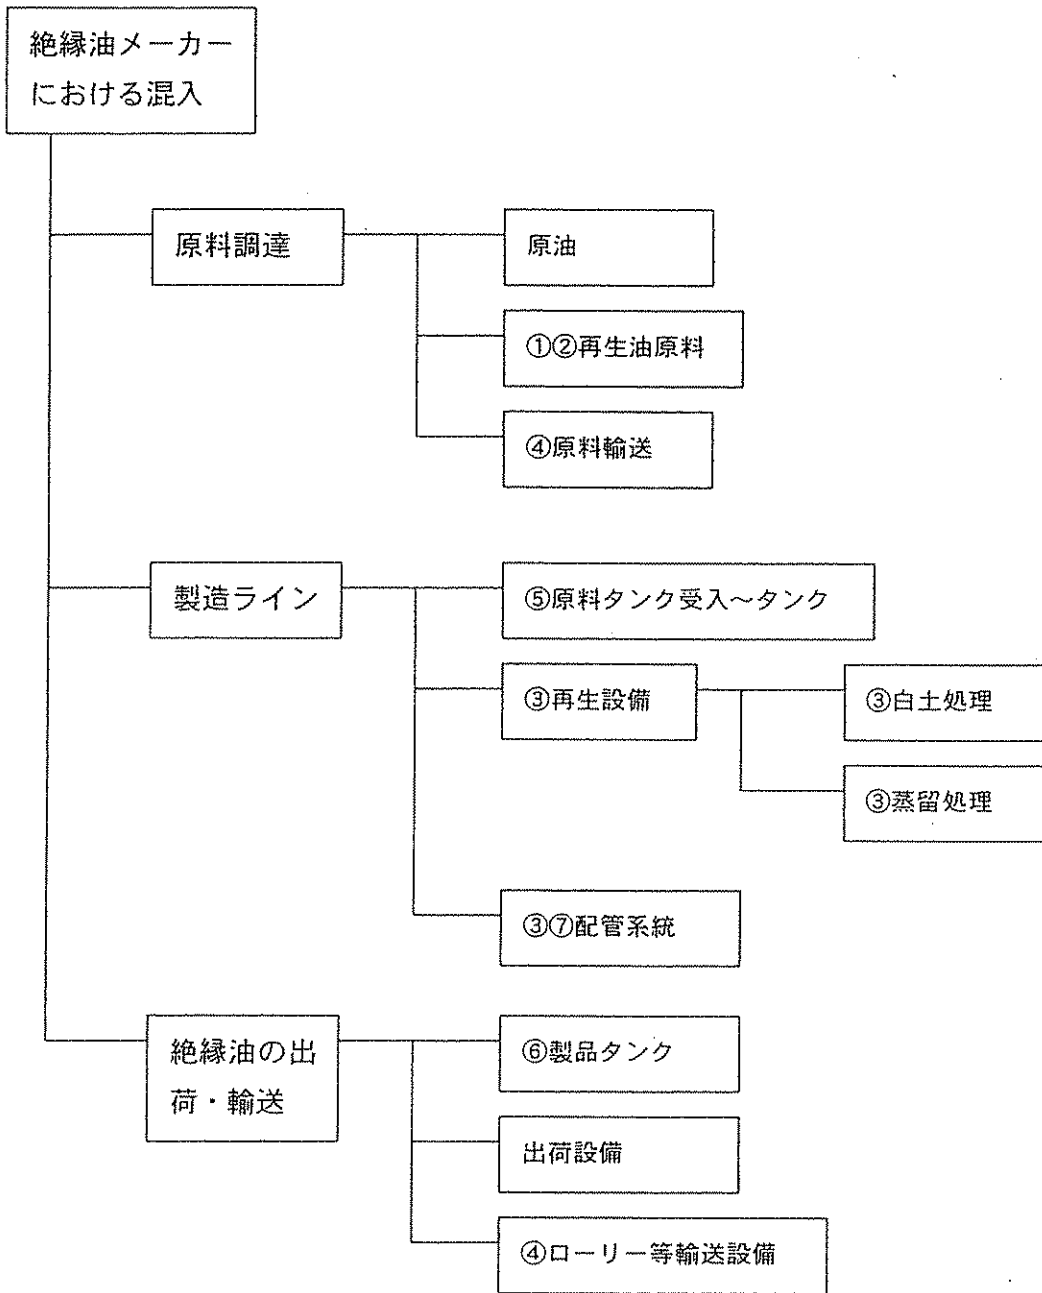 絶縁油メーカー
における混入
原料調達
原油
①②再生油原料
④原料輸送
製造ライン
⑤原料タンク受入~タンク
③再生設備
③白土処理
③蒸留処理
③⑦配管系統
絶縁油の出
荷・輸送
⑥製品タンク
出荷設備
④ローリー等輸送設備